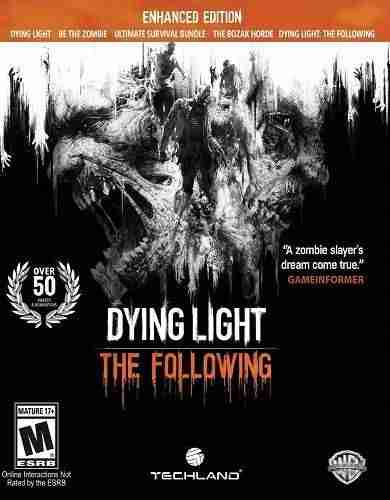 ENHANCED EDITION
DYING LIGHT BE THE ZOMBIE ULTIMATE SURVIVAL BUNDLE THE BOZAK HORDE DYING LIGHT: THE FOLLOWING
"A zombie slayer's
dream come true."
GAMEINFORMER
OVER
50
AWARDS
& NOMINATIONS
DYING LIGHT
THE FOLLOWING
MATURE 17+
M
ESRB
Online Interactions Not
Rated by the ESRB
TECHLAND
WB